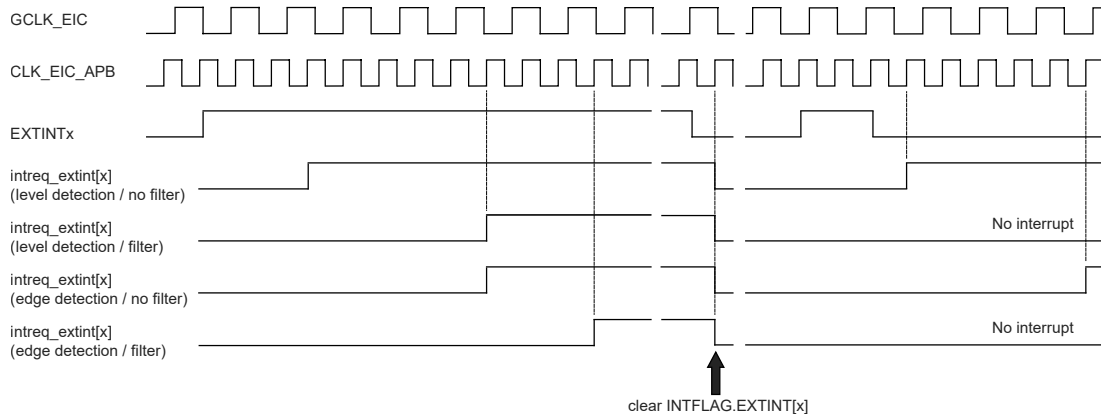 GCLK_EIC
CLK_EIC_APB
EXTINTx
intreq_extint[x]
(level detection / no filter)
intreq_extint[x]
(level detection / filter)
No interrupt
intreq_extint[x]
(edge detection / no filter)
intreq_extint[x]
(edge detection / filter)
No interrupt
clear INTFLAG.EXTINT[x]